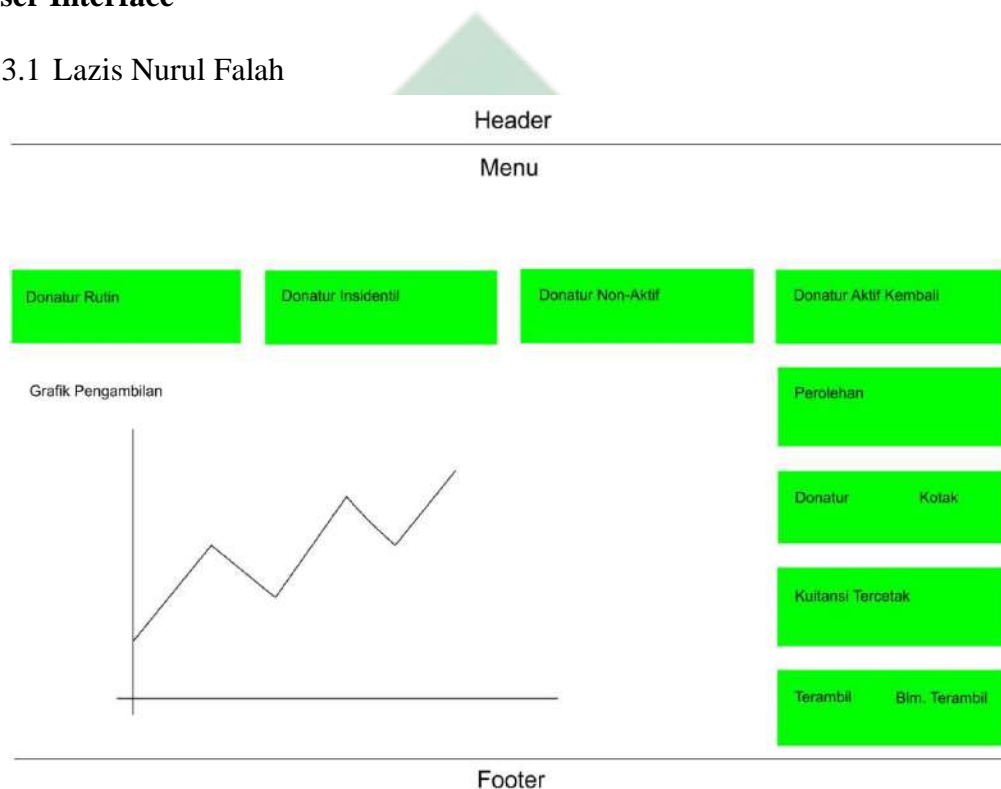 ser Interface
3.1 Lazis Nurul Falah
Header
Menu
Donatur Rutin
Donatur Insidentil
Donatur Non-Aktif
Donatur Aktif Kembali
Grafik Pengambilan
Perolehan
Donatur Kotak
Kuitansi Tercetak
Terambil Blm. Terambil
Footer